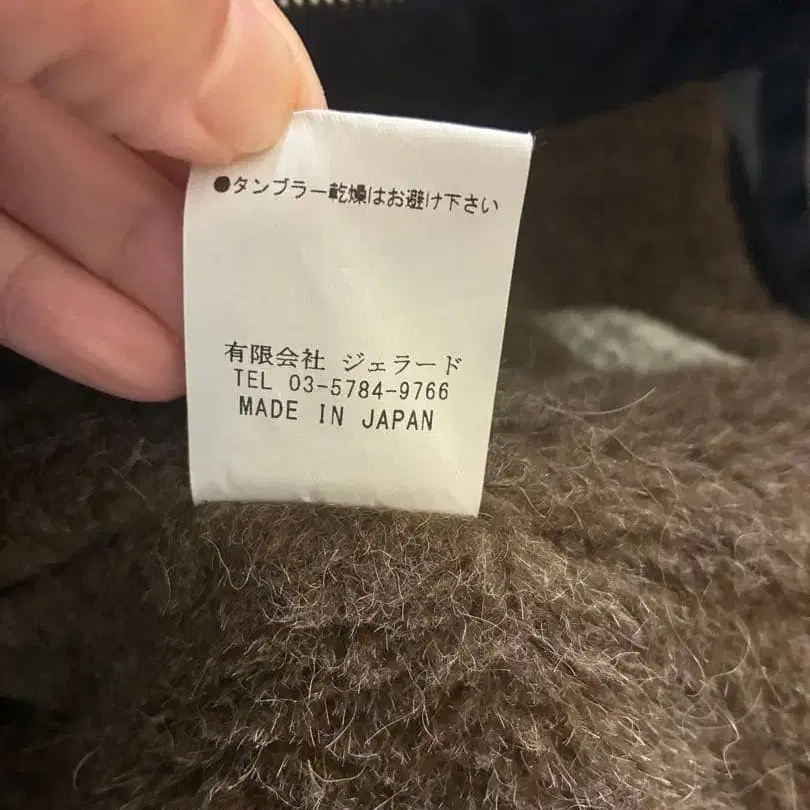 ●タンブラー乾燥はお避け下さい
有限会社 ジェラード
TEL 03-5784-9766
MADE IN JAPAN